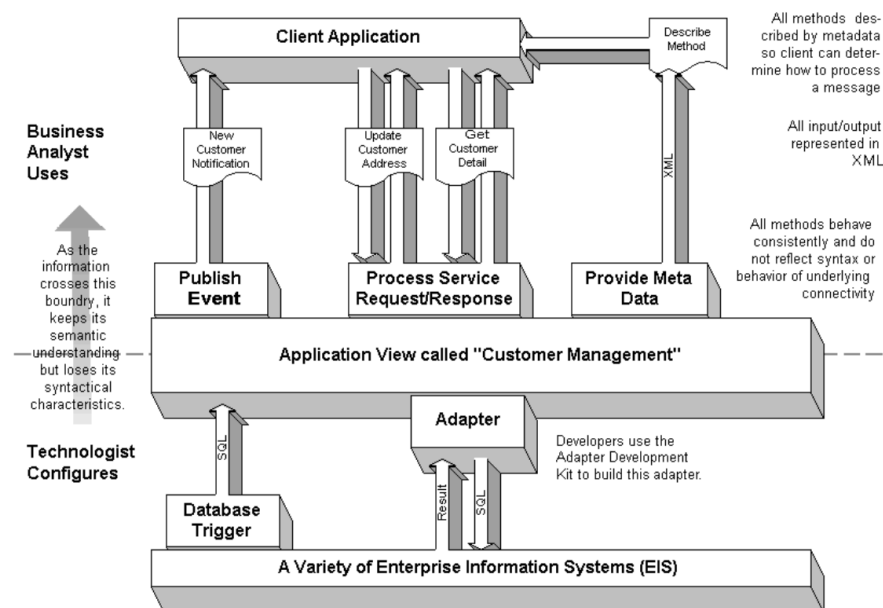 Client Application
Describe
Method
All methods des-
cribed by metadata
so client can deter-
mine how to process
a message
Business
Analyst
Uses
New
Customer
Notification
Update
Customer
Address
Get
Customer
Detail
XML
All input/output
represented in
XML
As the
information
crosses this
boundry, it
keeps its
semantic
understanding
but loses its
syntactical
characteristics.
Publish
Event
Process Service
Request/Response
Provide Meta
Data
All methods behave
consistently and do
not reflect syntax or
behavior of underlying
connectivity
Application View called "Customer Management"
Technologist
Configures
SQL
Adapter
Developers use the
Adapter Development
Kit to build this adapter.
Database
Trigger
Result
SQL
A Variety of Enterprise Information Systems (EIS)